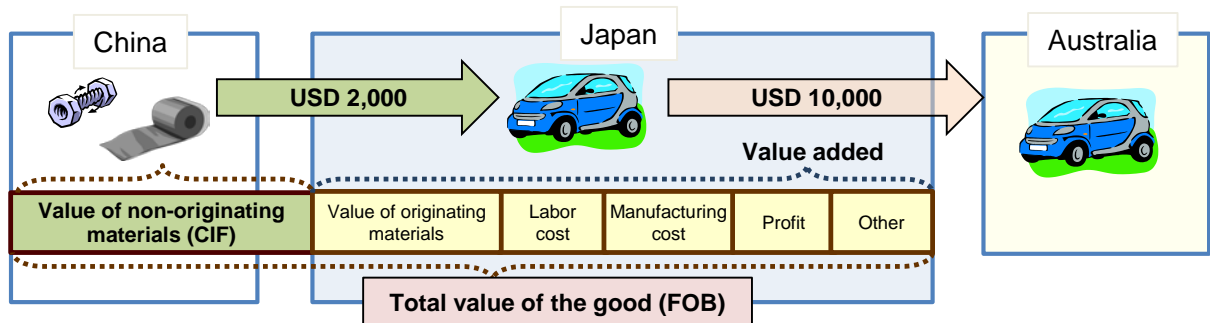 China
Japan
Australia
USD 2,000
USD 10,000
Value added
Value of non-originating
materials (CIF)
Value of originating
materials
Labor
cost
Manufacturing
cost
Profit
Other
Total value of the good (FOB)